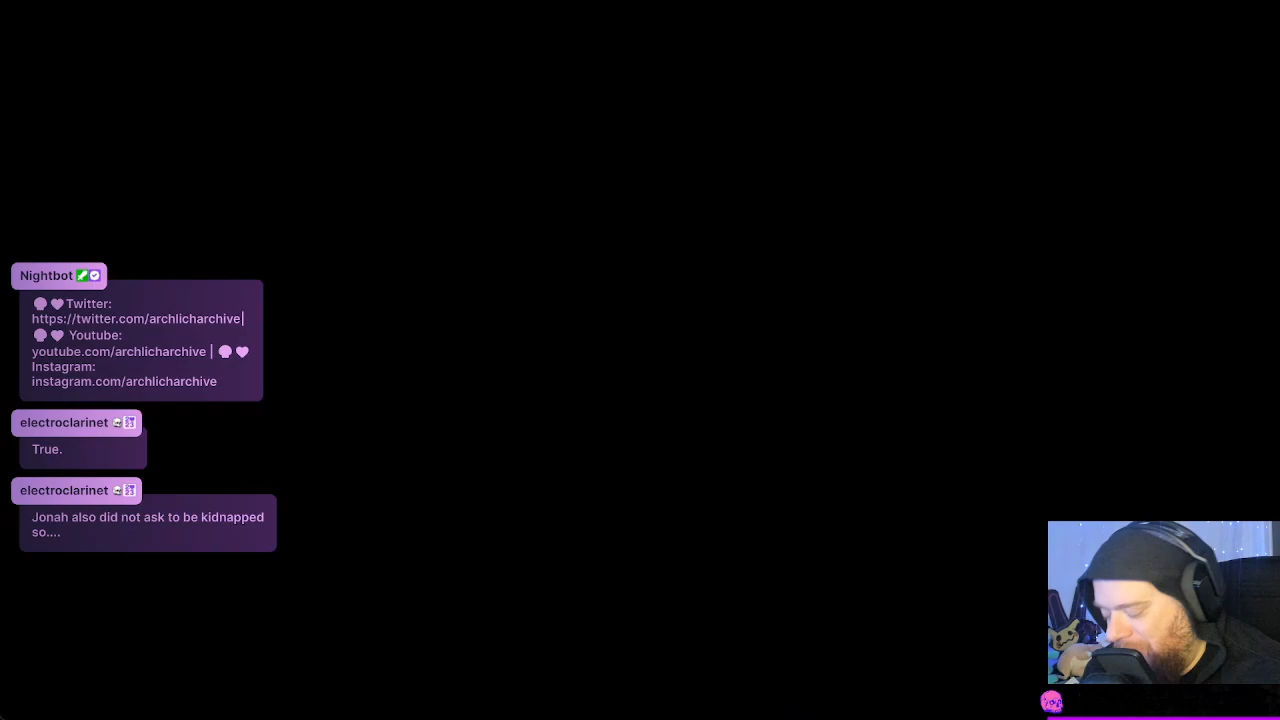 Nightbot
Twitter:
https://twitter.com/archlicharchive|
Youtube:
youtube.com/archlicharchive |
Instagram:
instagram.com/archlicharchive
electroclarinet
True.
electroclarinet
Jonah also did not ask to be kidnapped
so....